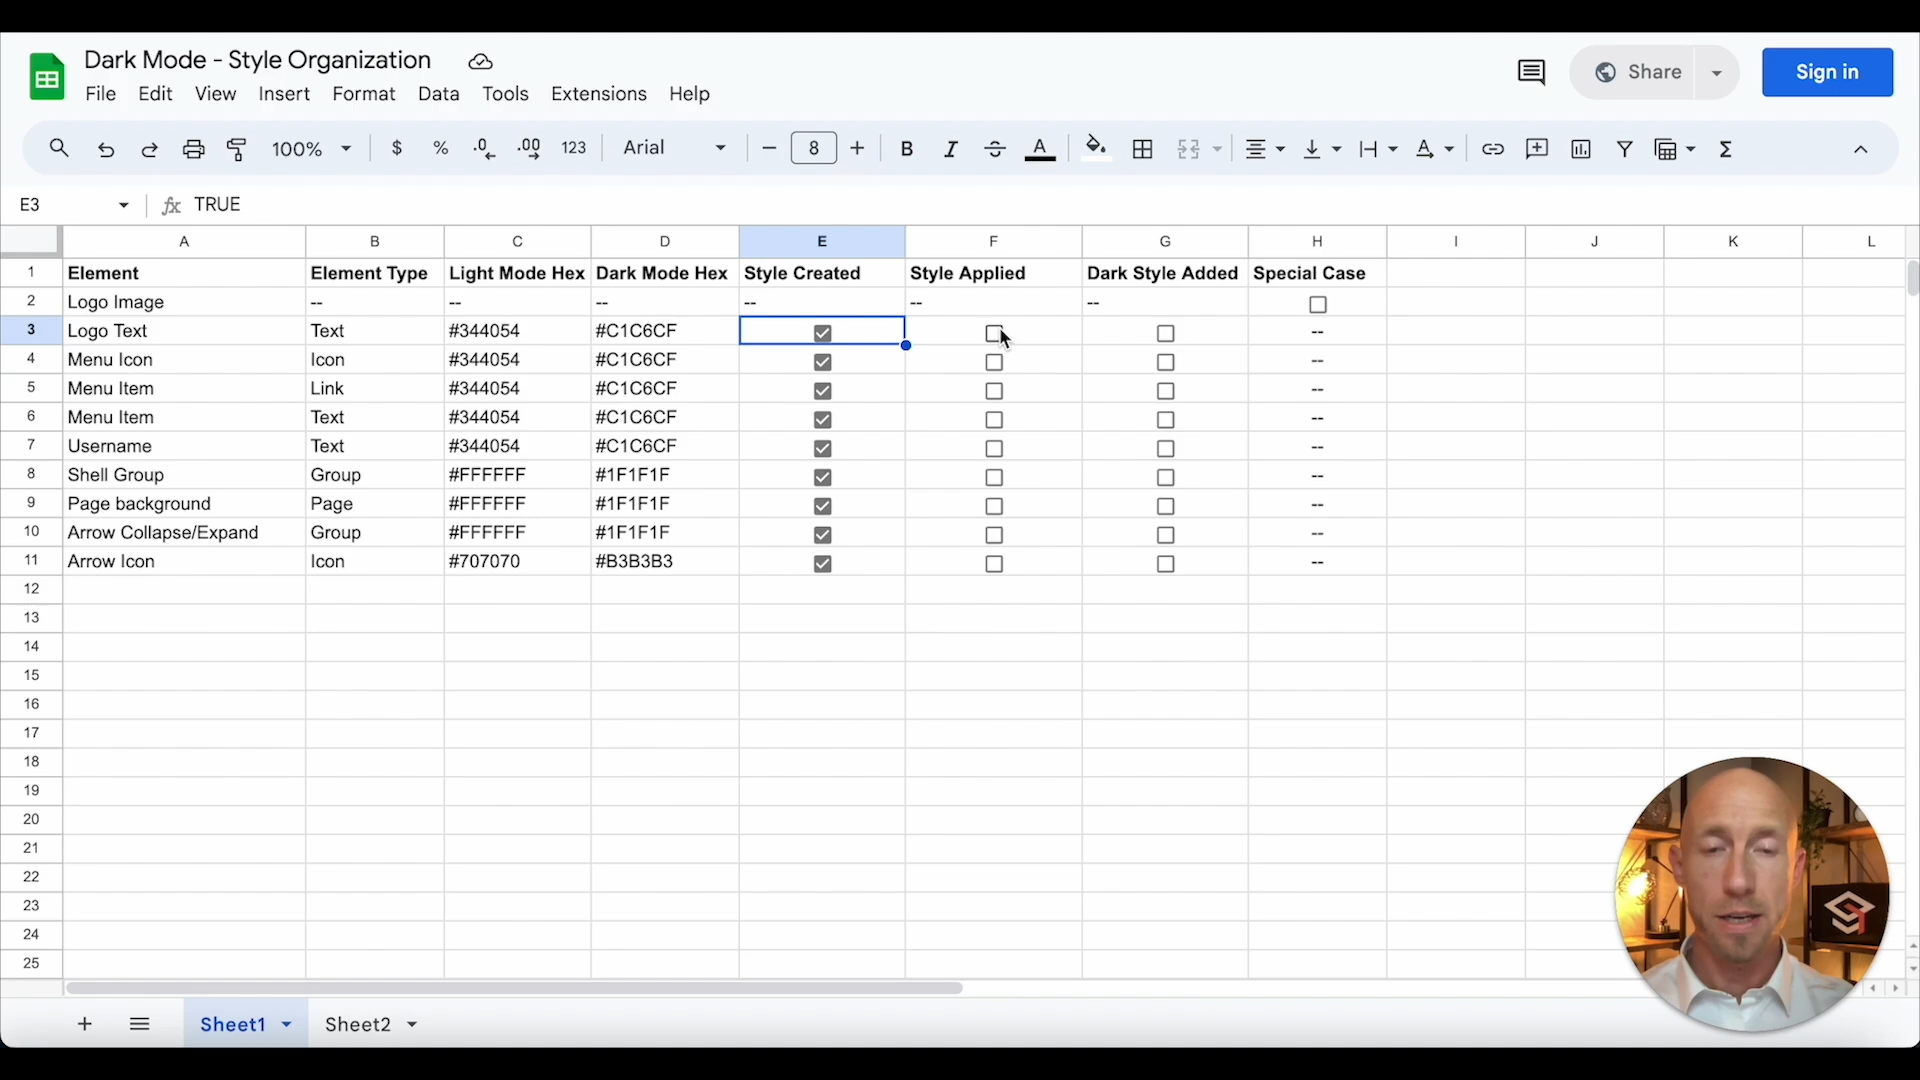 Dark Mode - Style Organization
Share
Sign in
File Edit View Insert Format Data Tools Extensions Help
100% $ % .0 .00 123 Arial 8 B I S A A Σ
E3 fx TRUE
A B C D E F G H I J K L
1 Element Element Type Light Mode Hex Dark Mode Hex Style Created Style Applied Dark Style Added Special Case
2 Logo Image -- -- -- -- -- --
3 Logo Text Text #344054 #C1C6CF --
4 Menu Icon Icon #344054 #C1C6CF --
5 Menu Item Link #344054 #C1C6CF --
6 Menu Item Text #344054 #C1C6CF --
7 Username Text #344054 #C1C6CF --
8 Shell Group Group #FFFFFF #1F1F1F --
9 Page background Page #FFFFFF #1F1F1F --
10 Arrow Collapse/Expand Group #FFFFFF #1F1F1F --
11 Arrow Icon Icon #707070 #B3B3B3 --
12
13
14
15
16
17
18
19
20
21
22
23
24
25
Sheet1 Sheet2